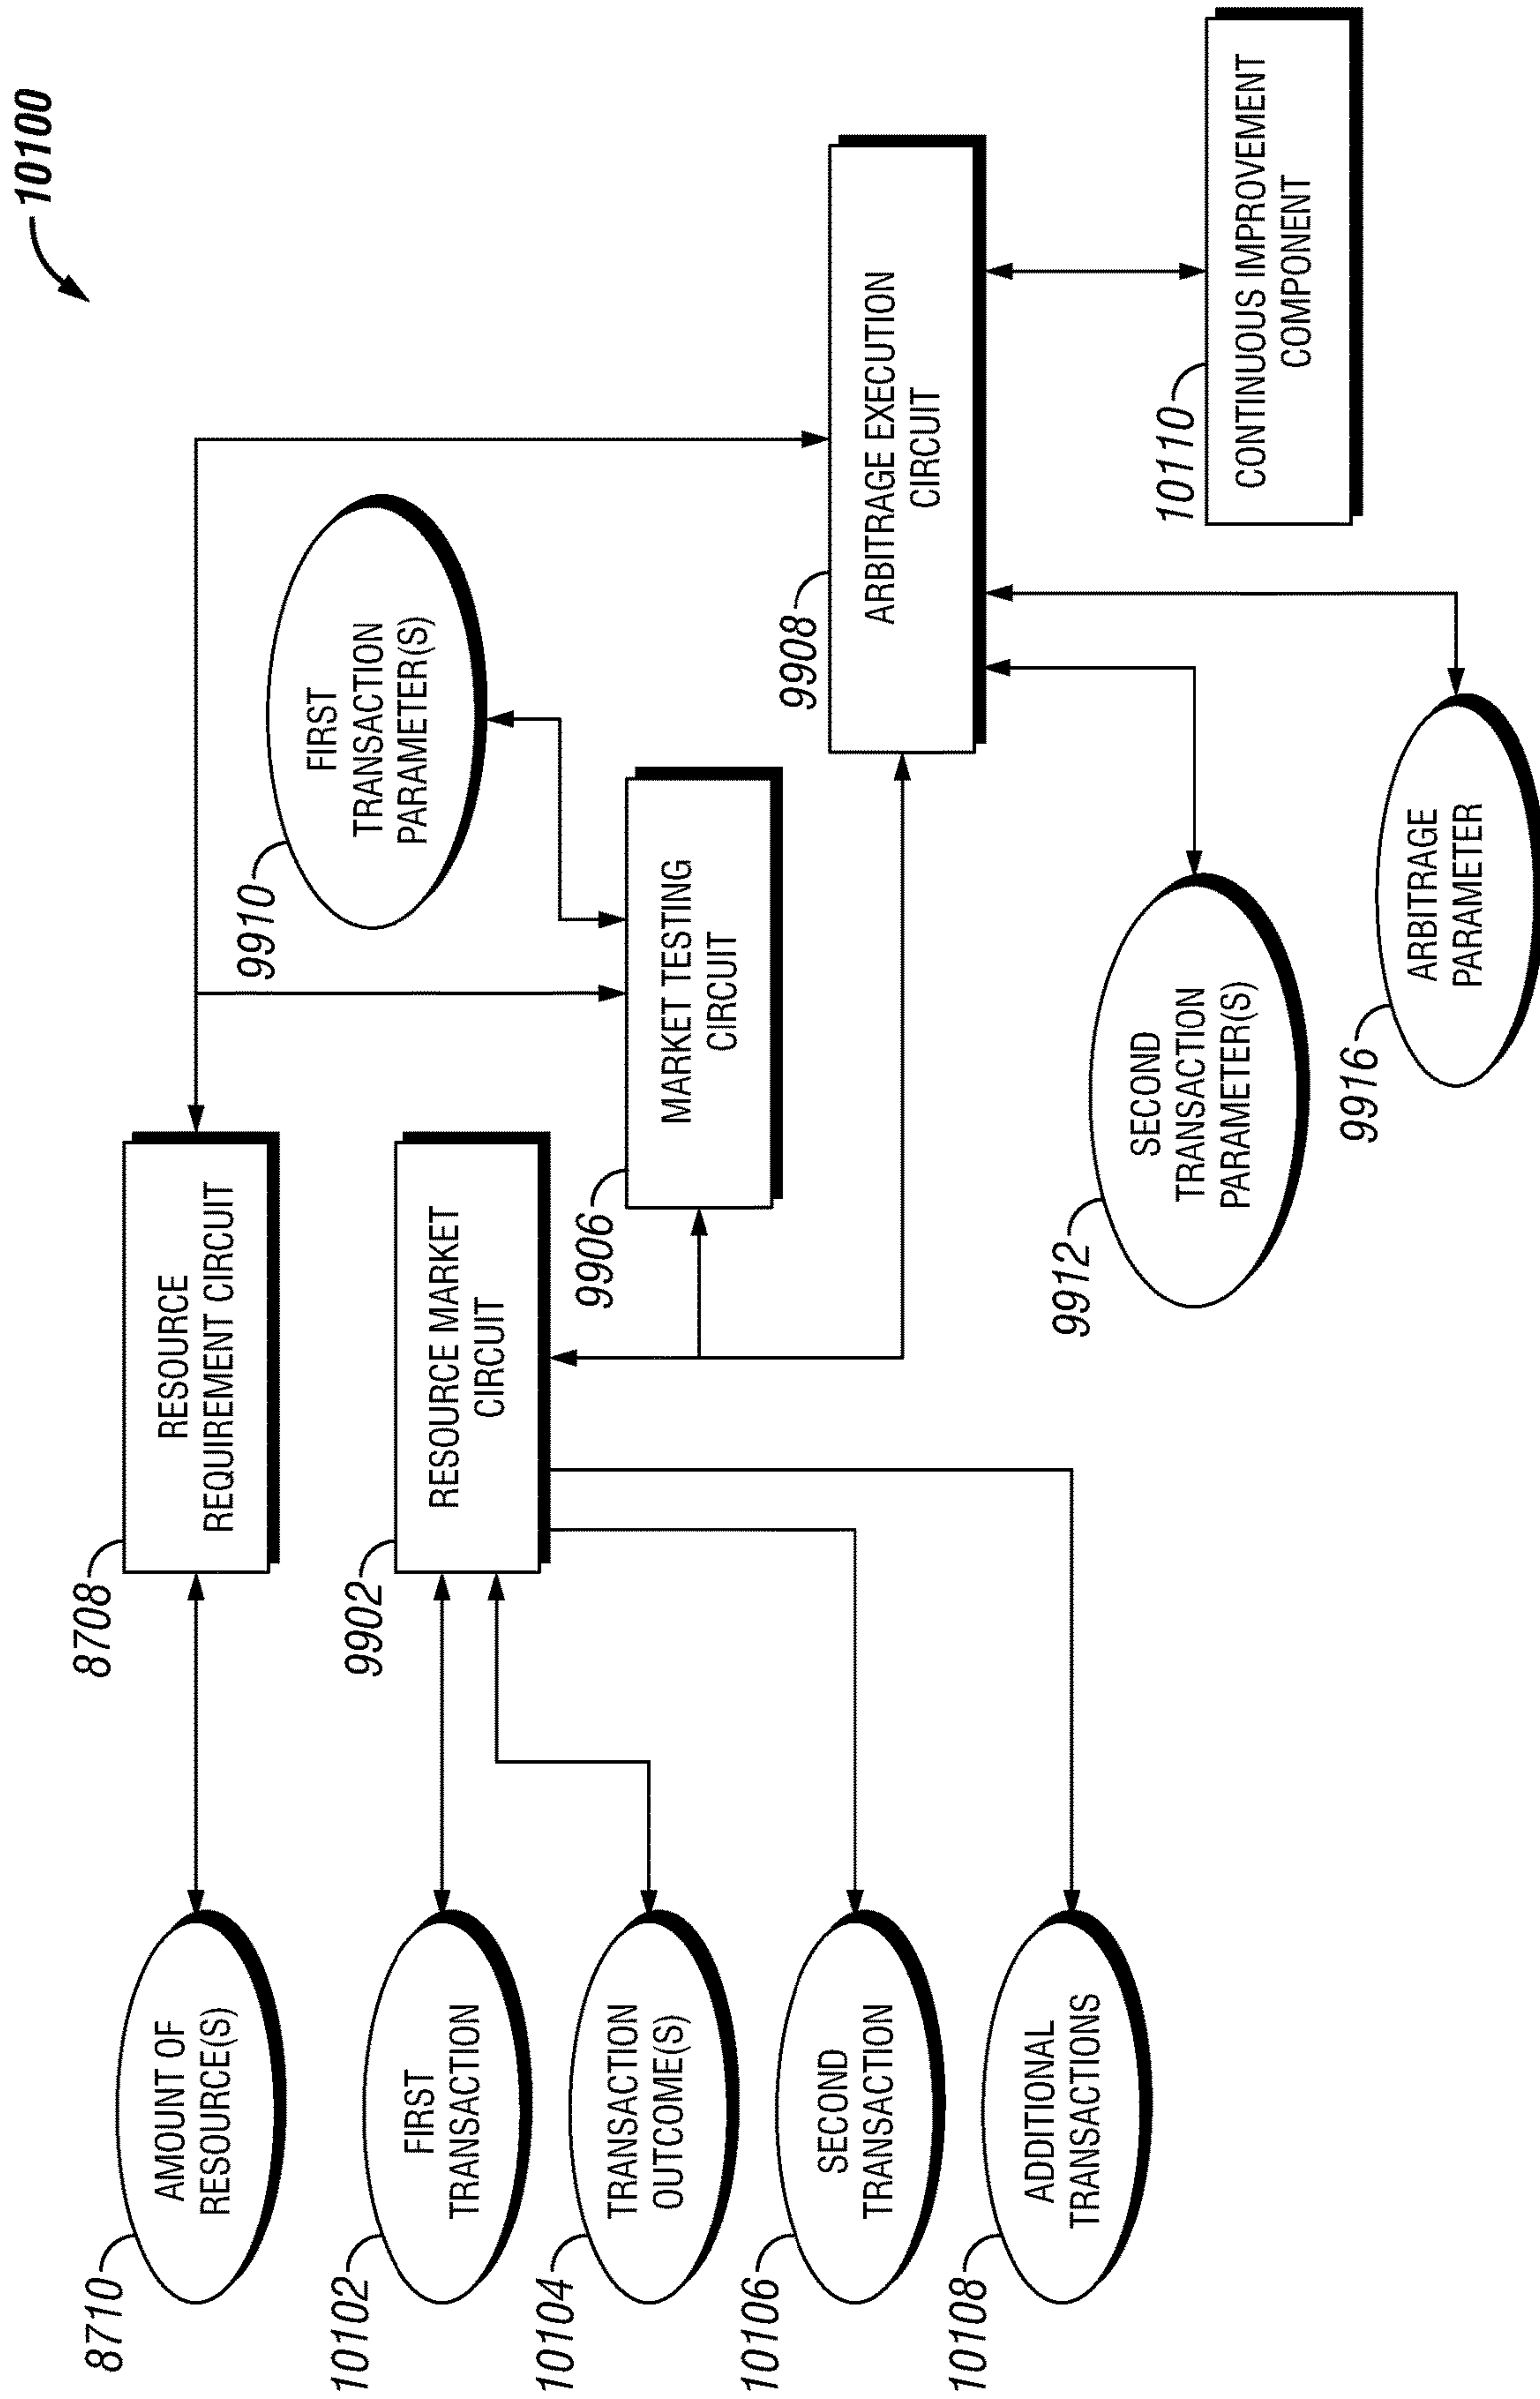 10100
8710
AMOUNT OF
RESOURCE(S)
8708
RESOURCE
REQUIREMENT CIRCUIT
9910
FIRST
TRANSACTION
PARAMETER(S)
10102
FIRST
TRANSACTION
9902
RESOURCE MARKET
CIRCUIT
10104
TRANSACTION
OUTCOME(S)
9906
MARKET TESTING
CIRCUIT
10106
SECOND
TRANSACTION
9908
ARBITRAGE EXECUTION
CIRCUIT
10108
ADDITIONAL
TRANSACTIONS
9912
SECOND
TRANSACTION
PARAMETER(S)
10110
CONTINUOUS IMPROVEMENT
COMPONENT
9916
ARBITRAGE
PARAMETER